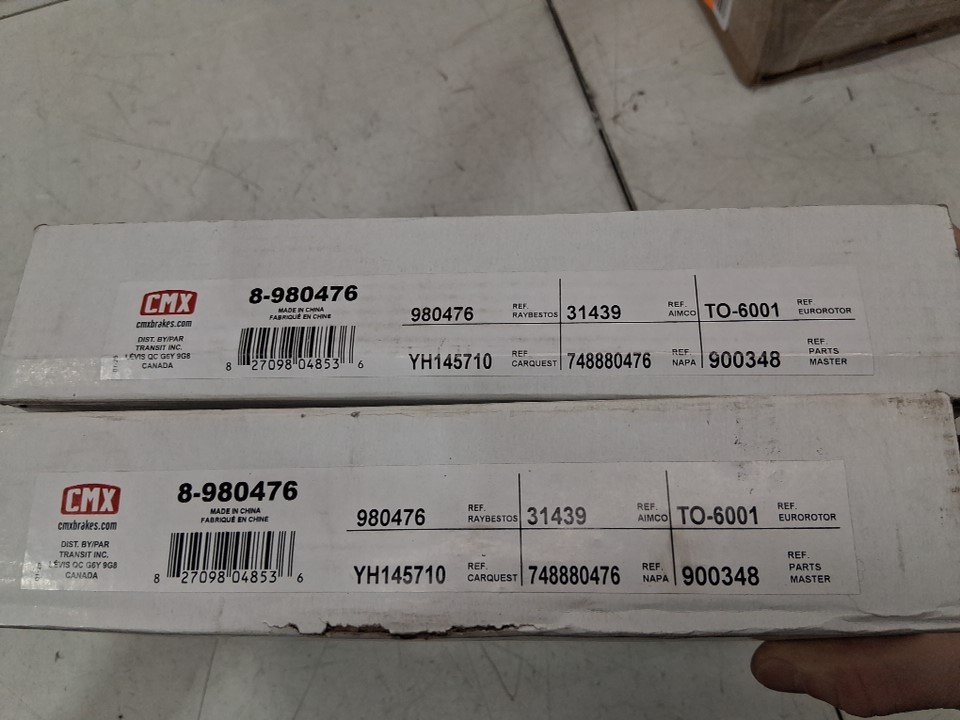 CMX
cmxbrakes.com
DIST. BY/PAR
TRANSIT INC.
LÉVIS QC G6Y 9G8
CANADA
8-980476
MADE IN CHINA
FABRIQUÉ EN CHINE
8 27098 04853 6
980476 REF. RAYBESTOS 31439 REF. AIMCO TO-6001 REF EUROROTOR
YH145710 REF CARQUEST 748880476 REF. NAPA 900348 REF. PARTS MASTER
CMX
cmxbrakes.com
DIST. BY/PAR
TRANSIT INC.
LÉVIS QC G6Y 9G8
CANADA
8-980476
MADE IN CHINA
FABRIQUÉ EN CHINE
8 27098 04853 6
980476 REF. RAYBESTOS 31439 REF. AIMCO TO-6001 REF. EUROROTOR
YH145710 REF. CARQUEST 748880476 REF. NAPA 900348 REF. PARTS MASTER